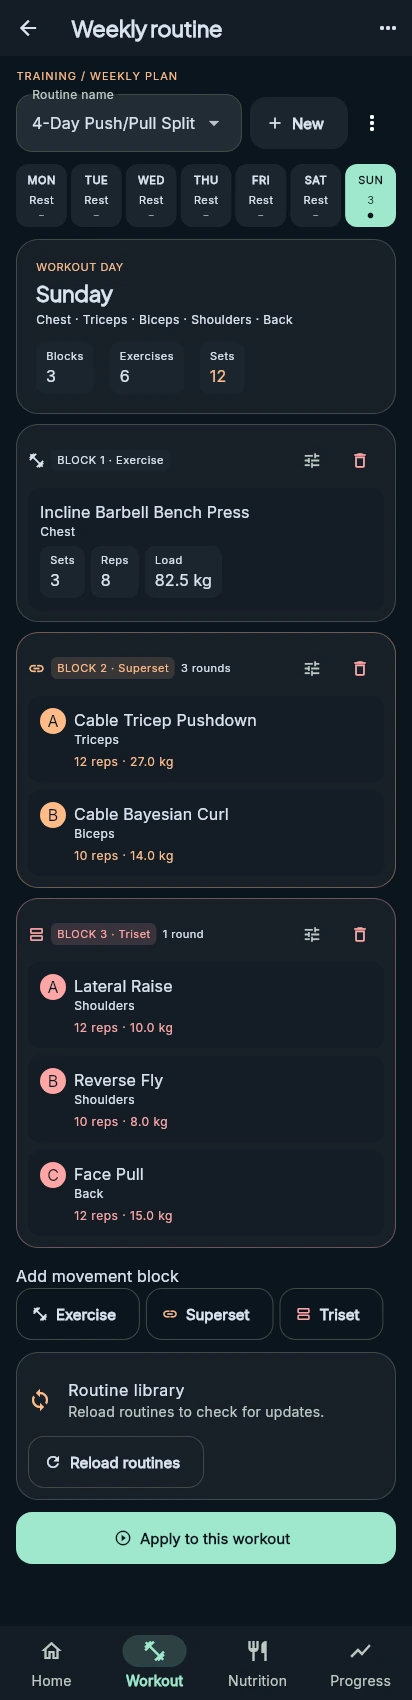 Weekly routine
TRAINING / WEEKLY PLAN
Routine name
4-Day Push/Pull Split
New
MON TUE WED THU FRI SAT SUN
Rest Rest Rest Rest Rest Rest 3
– – – – – – •
WORKOUT DAY
Sunday
Chest · Triceps · Biceps · Shoulders · Back
Blocks Exercises Sets
3 6 12
BLOCK 1 · Exercise
Incline Barbell Bench Press
Chest
Sets Reps Load
3 8 82.5 kg
BLOCK 2 · Superset 3 rounds
A Cable Tricep Pushdown
Triceps
12 reps · 27.0 kg
B Cable Bayesian Curl
Biceps
10 reps · 14.0 kg
BLOCK 3 · Triset 1 round
A Lateral Raise
Shoulders
12 reps · 10.0 kg
B Reverse Fly
Shoulders
10 reps · 8.0 kg
C Face Pull
Back
12 reps · 15.0 kg
Add movement block
Exercise Superset Triset
Routine library
Reload routines to check for updates.
Reload routines
Apply to this workout
Home Workout Nutrition Progress